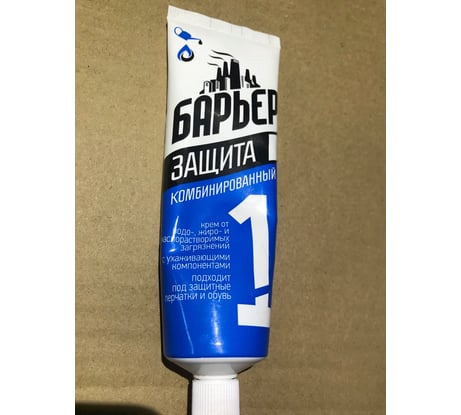 БАРЬЕР
ЗАЩИТА
КОМБИНИРОВАННЫЙ
1
крем от
водо-, жиро- и
маслорастворимых
загрязнений
с ухаживающими
компонентами
подходит
под защитные
перчатки и обувь